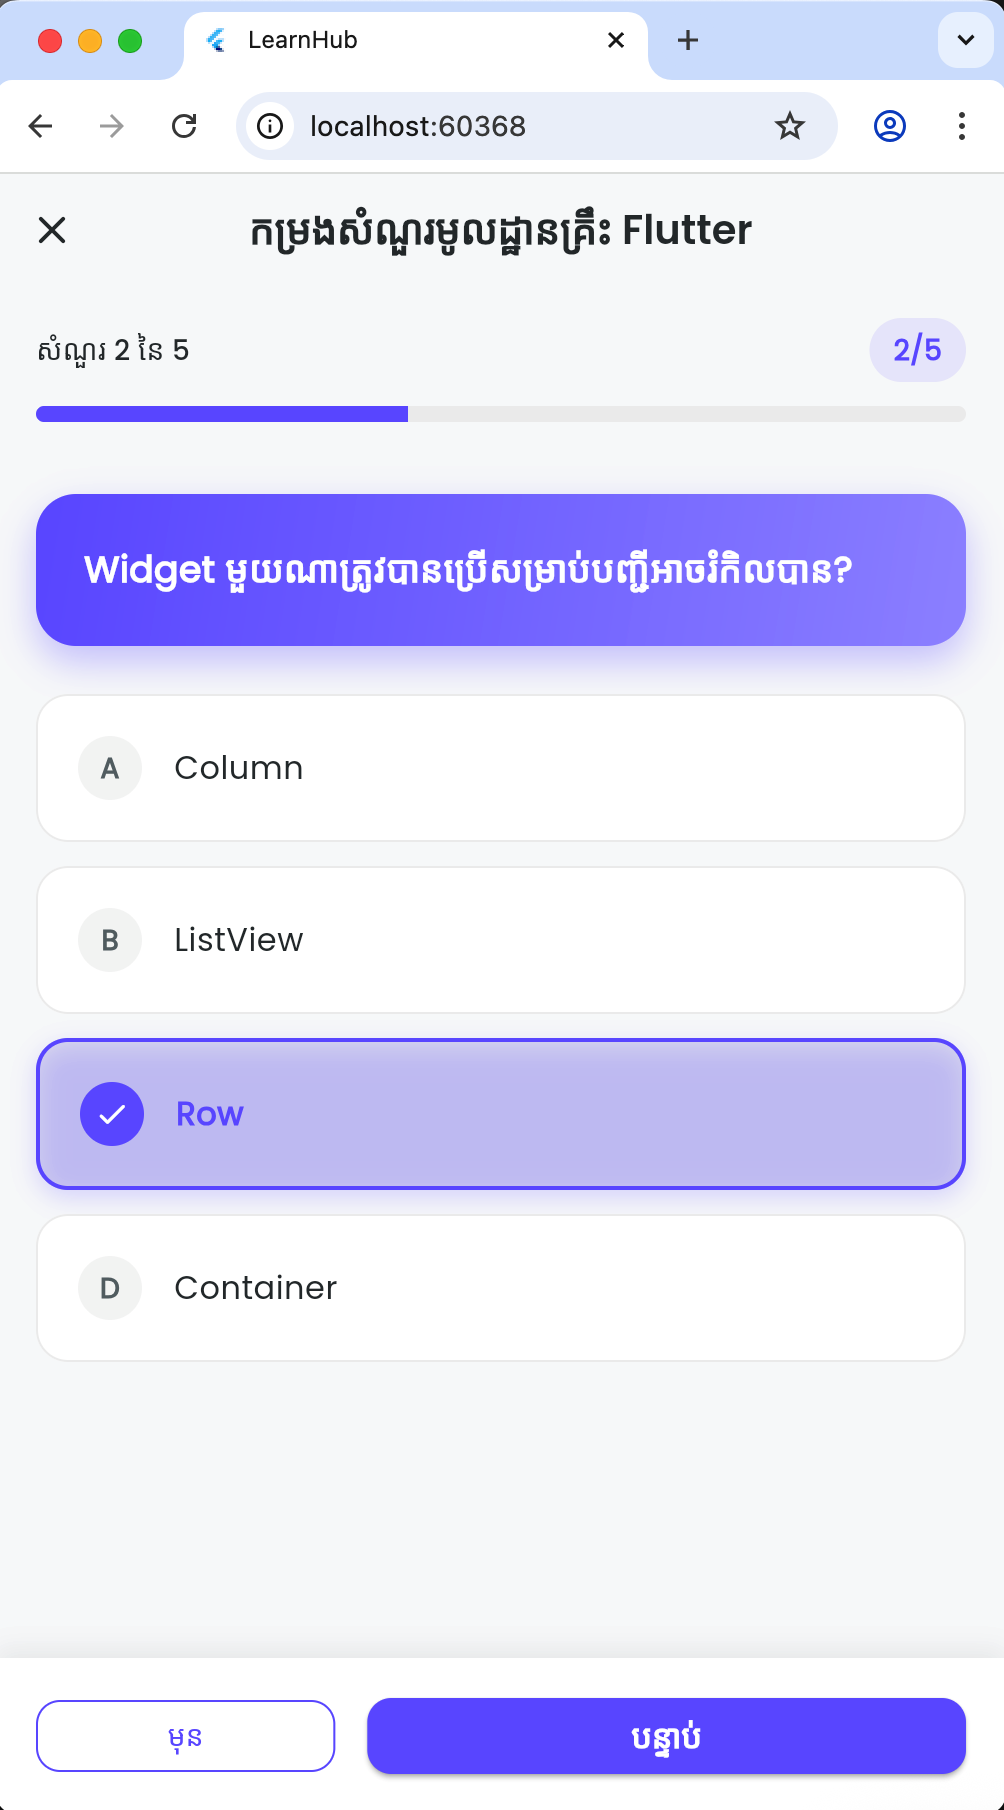 LearnHub
localhost:60368
កម្រងសំណួរមូលដ្ឋានគ្រឹះ Flutter
សំណួរ 2 នៃ 5
2/5
Widget មួយណាត្រូវបានប្រើសម្រាប់បញ្ជីអាចរំកិលបាន?
A Column
B ListView
Row
D Container
មុន
បន្ទាប់